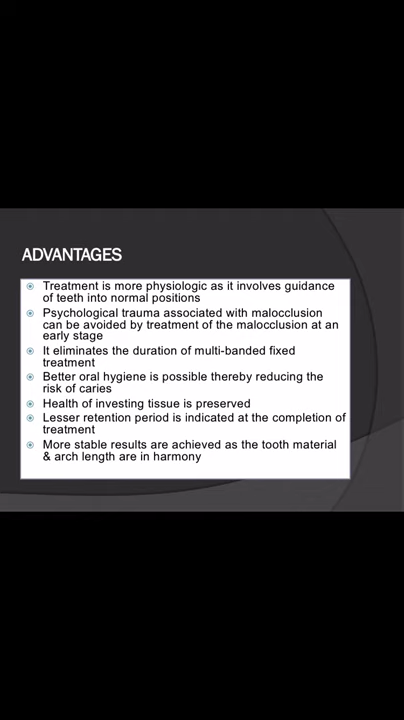 ADVANTAGES
Treatment is more physiologic as it involves guidance
of teeth into normal positions
Psychological trauma associated with malocclusion
can be avoided by treatment of the malocclusion at an
early stage
It eliminates the duration of multi-banded fixed
treatment
Better oral hygiene is possible thereby reducing the
risk of caries
Health of investing tissue is preserved
Lesser retention period is indicated at the completion of
treatment
More stable results are achieved as the tooth material
& arch length are in harmony